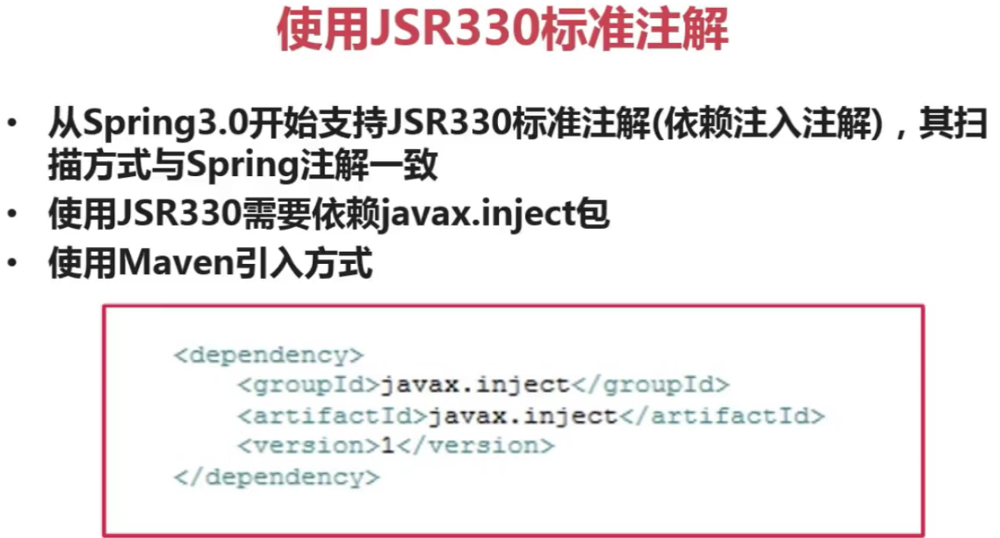 使用JSR330标准注解
• 从Spring3.0开始支持JSR330标准注解(依赖注入注解)，其扫
描方式与Spring注解一致
• 使用JSR330需要依赖javax.inject包
• 使用Maven引入方式
<dependency>
<groupId>javax.inject</groupId>
<artifactId>javax.inject</artifactId>
<version>1</version>
</dependency>